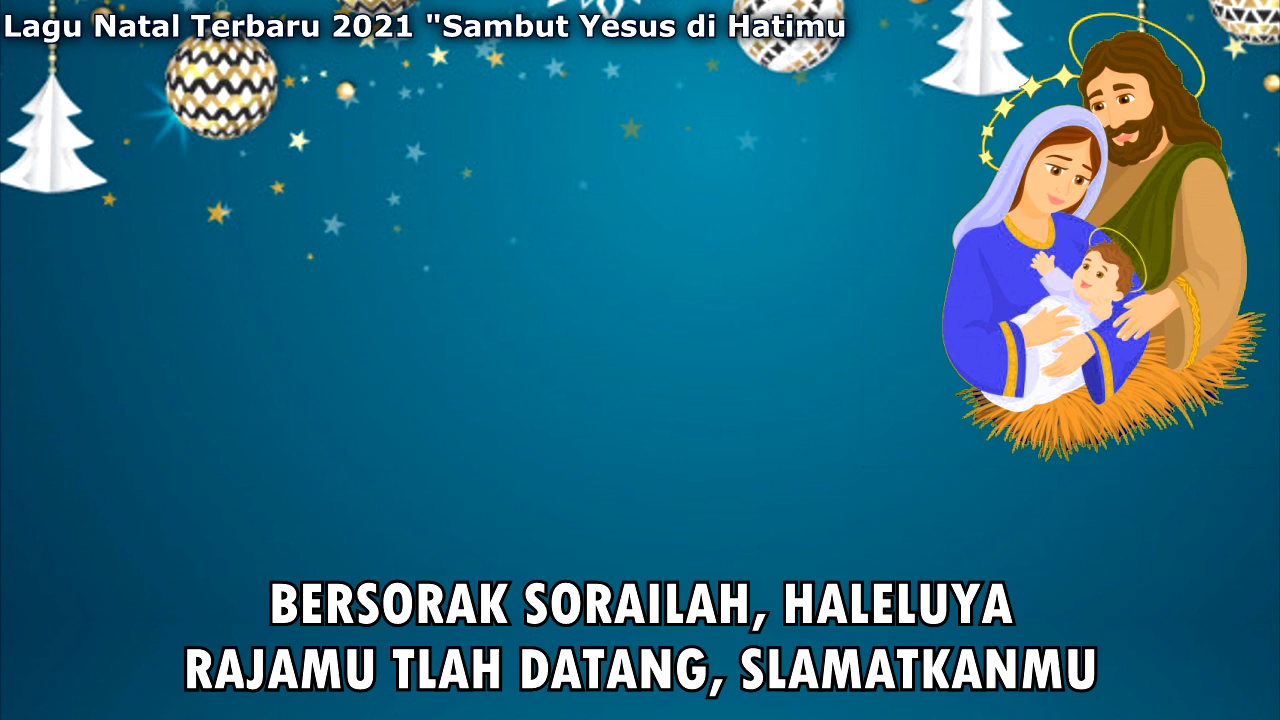 Lagu Natal Terbaru 2021 "Sambut Yesus di Hatimu
BERSORAK SORAILAH, HALELUYA
RAJAMU TLAH DATANG, SLAMATKANMU